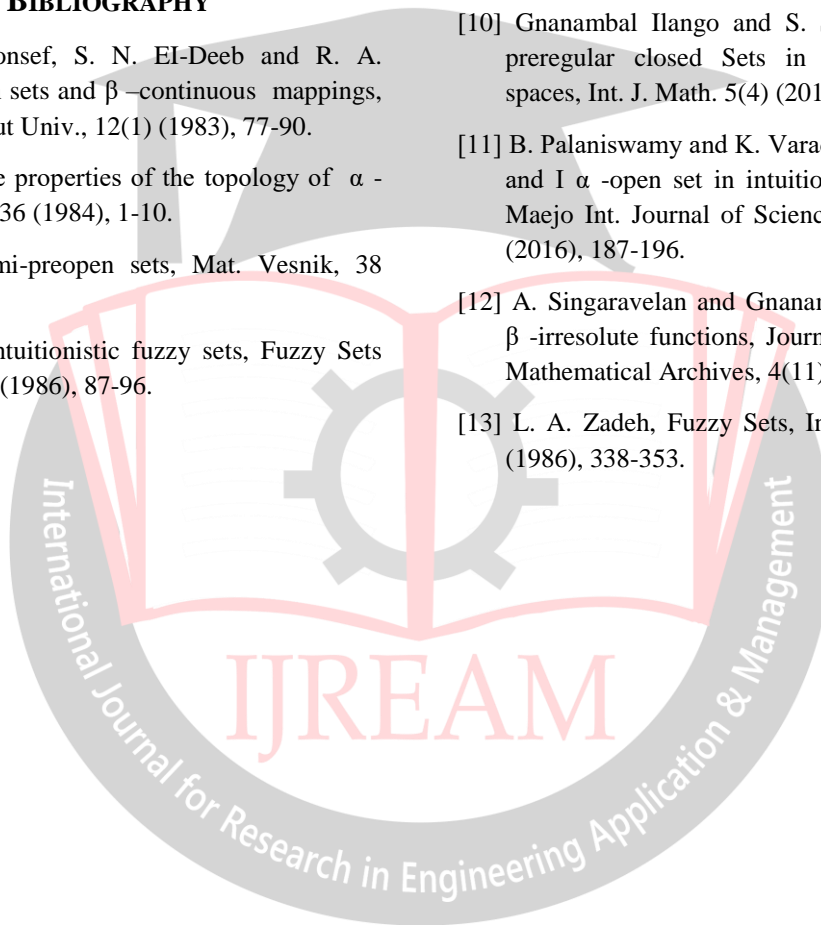 BIBLIOGRAPHY
onsef, S. N. EI-Deeb and R. A.
sets and β –continuous mappings,
ut Univ., 12(1) (1983), 77-90.
properties of the topology of α -
36 (1984), 1-10.
mi-preopen sets, Mat. Vesnik, 38
ntuitionistic fuzzy sets, Fuzzy Sets
(1986), 87-96.
[10] Gnanambal Ilango and S.
preregular closed Sets in
spaces, Int. J. Math. 5(4) (201
[11] B. Palaniswamy and K. Varad
and I α -open set in intuitio
Maejo Int. Journal of Scienc
(2016), 187-196.
[12] A. Singaravelan and Gnanam
β -irresolute functions, Journ
Mathematical Archives, 4(11)
[13] L. A. Zadeh, Fuzzy Sets, In
(1986), 338-353.
IJREAM
International Journal for Research in Engineering Application & Management